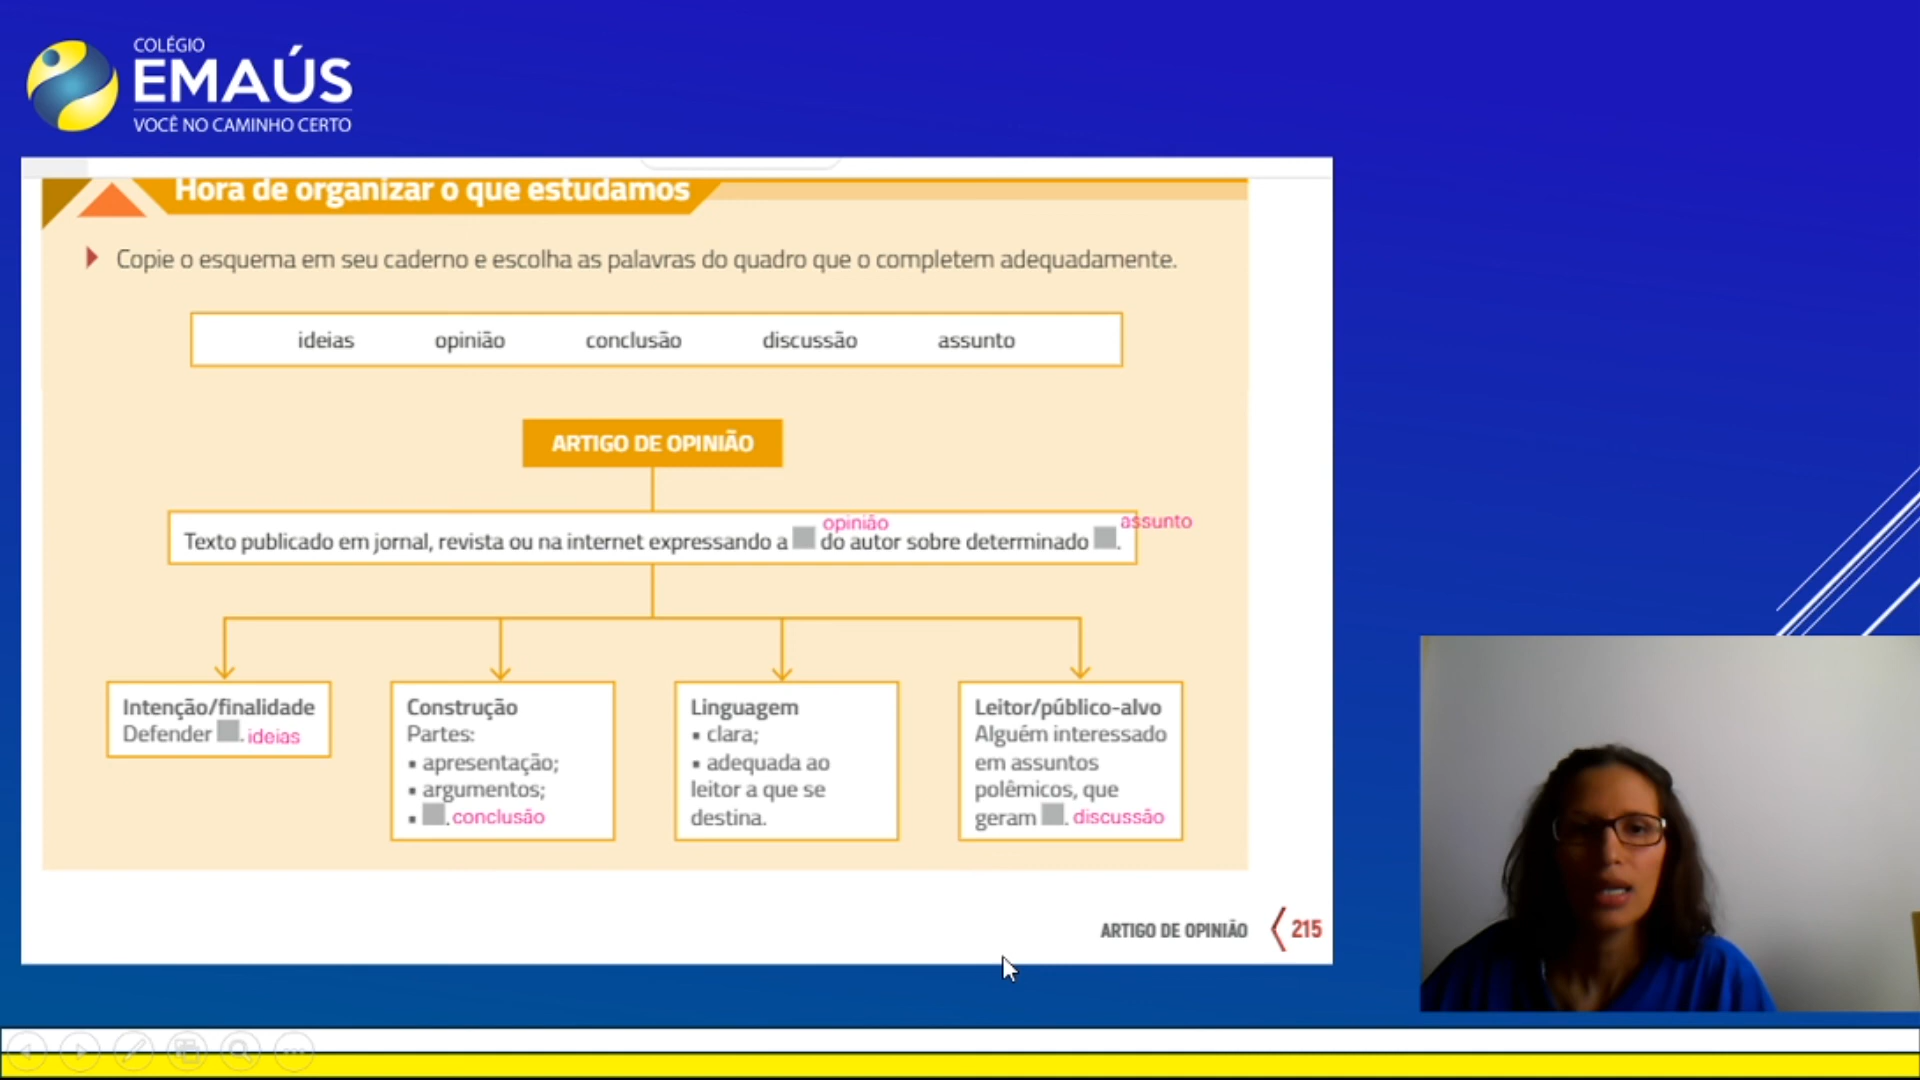 COLÉGIO
EMAÚS
VOCÊ NO CAMINHO CERTO
Hora de organizar o que estudamos
Copie o esquema em seu caderno e escolha as palavras do quadro que o completem adequadamente.
ideias opinião conclusão discussão assunto
ARTIGO DE OPINIÃO
opinião assunto
Texto publicado em jornal, revista ou na internet expressando a do autor sobre determinado .
Intenção/finalidade
Defender . ideias
Construção
Partes:
▪ apresentação;
▪ argumentos;
▪ . conclusão
Linguagem
▪ clara;
▪ adequada ao
leitor a que se
destina.
Leitor/público-alvo
Alguém interessado
em assuntos
polêmicos, que
geram . discussão
ARTIGO DE OPINIÃO 215